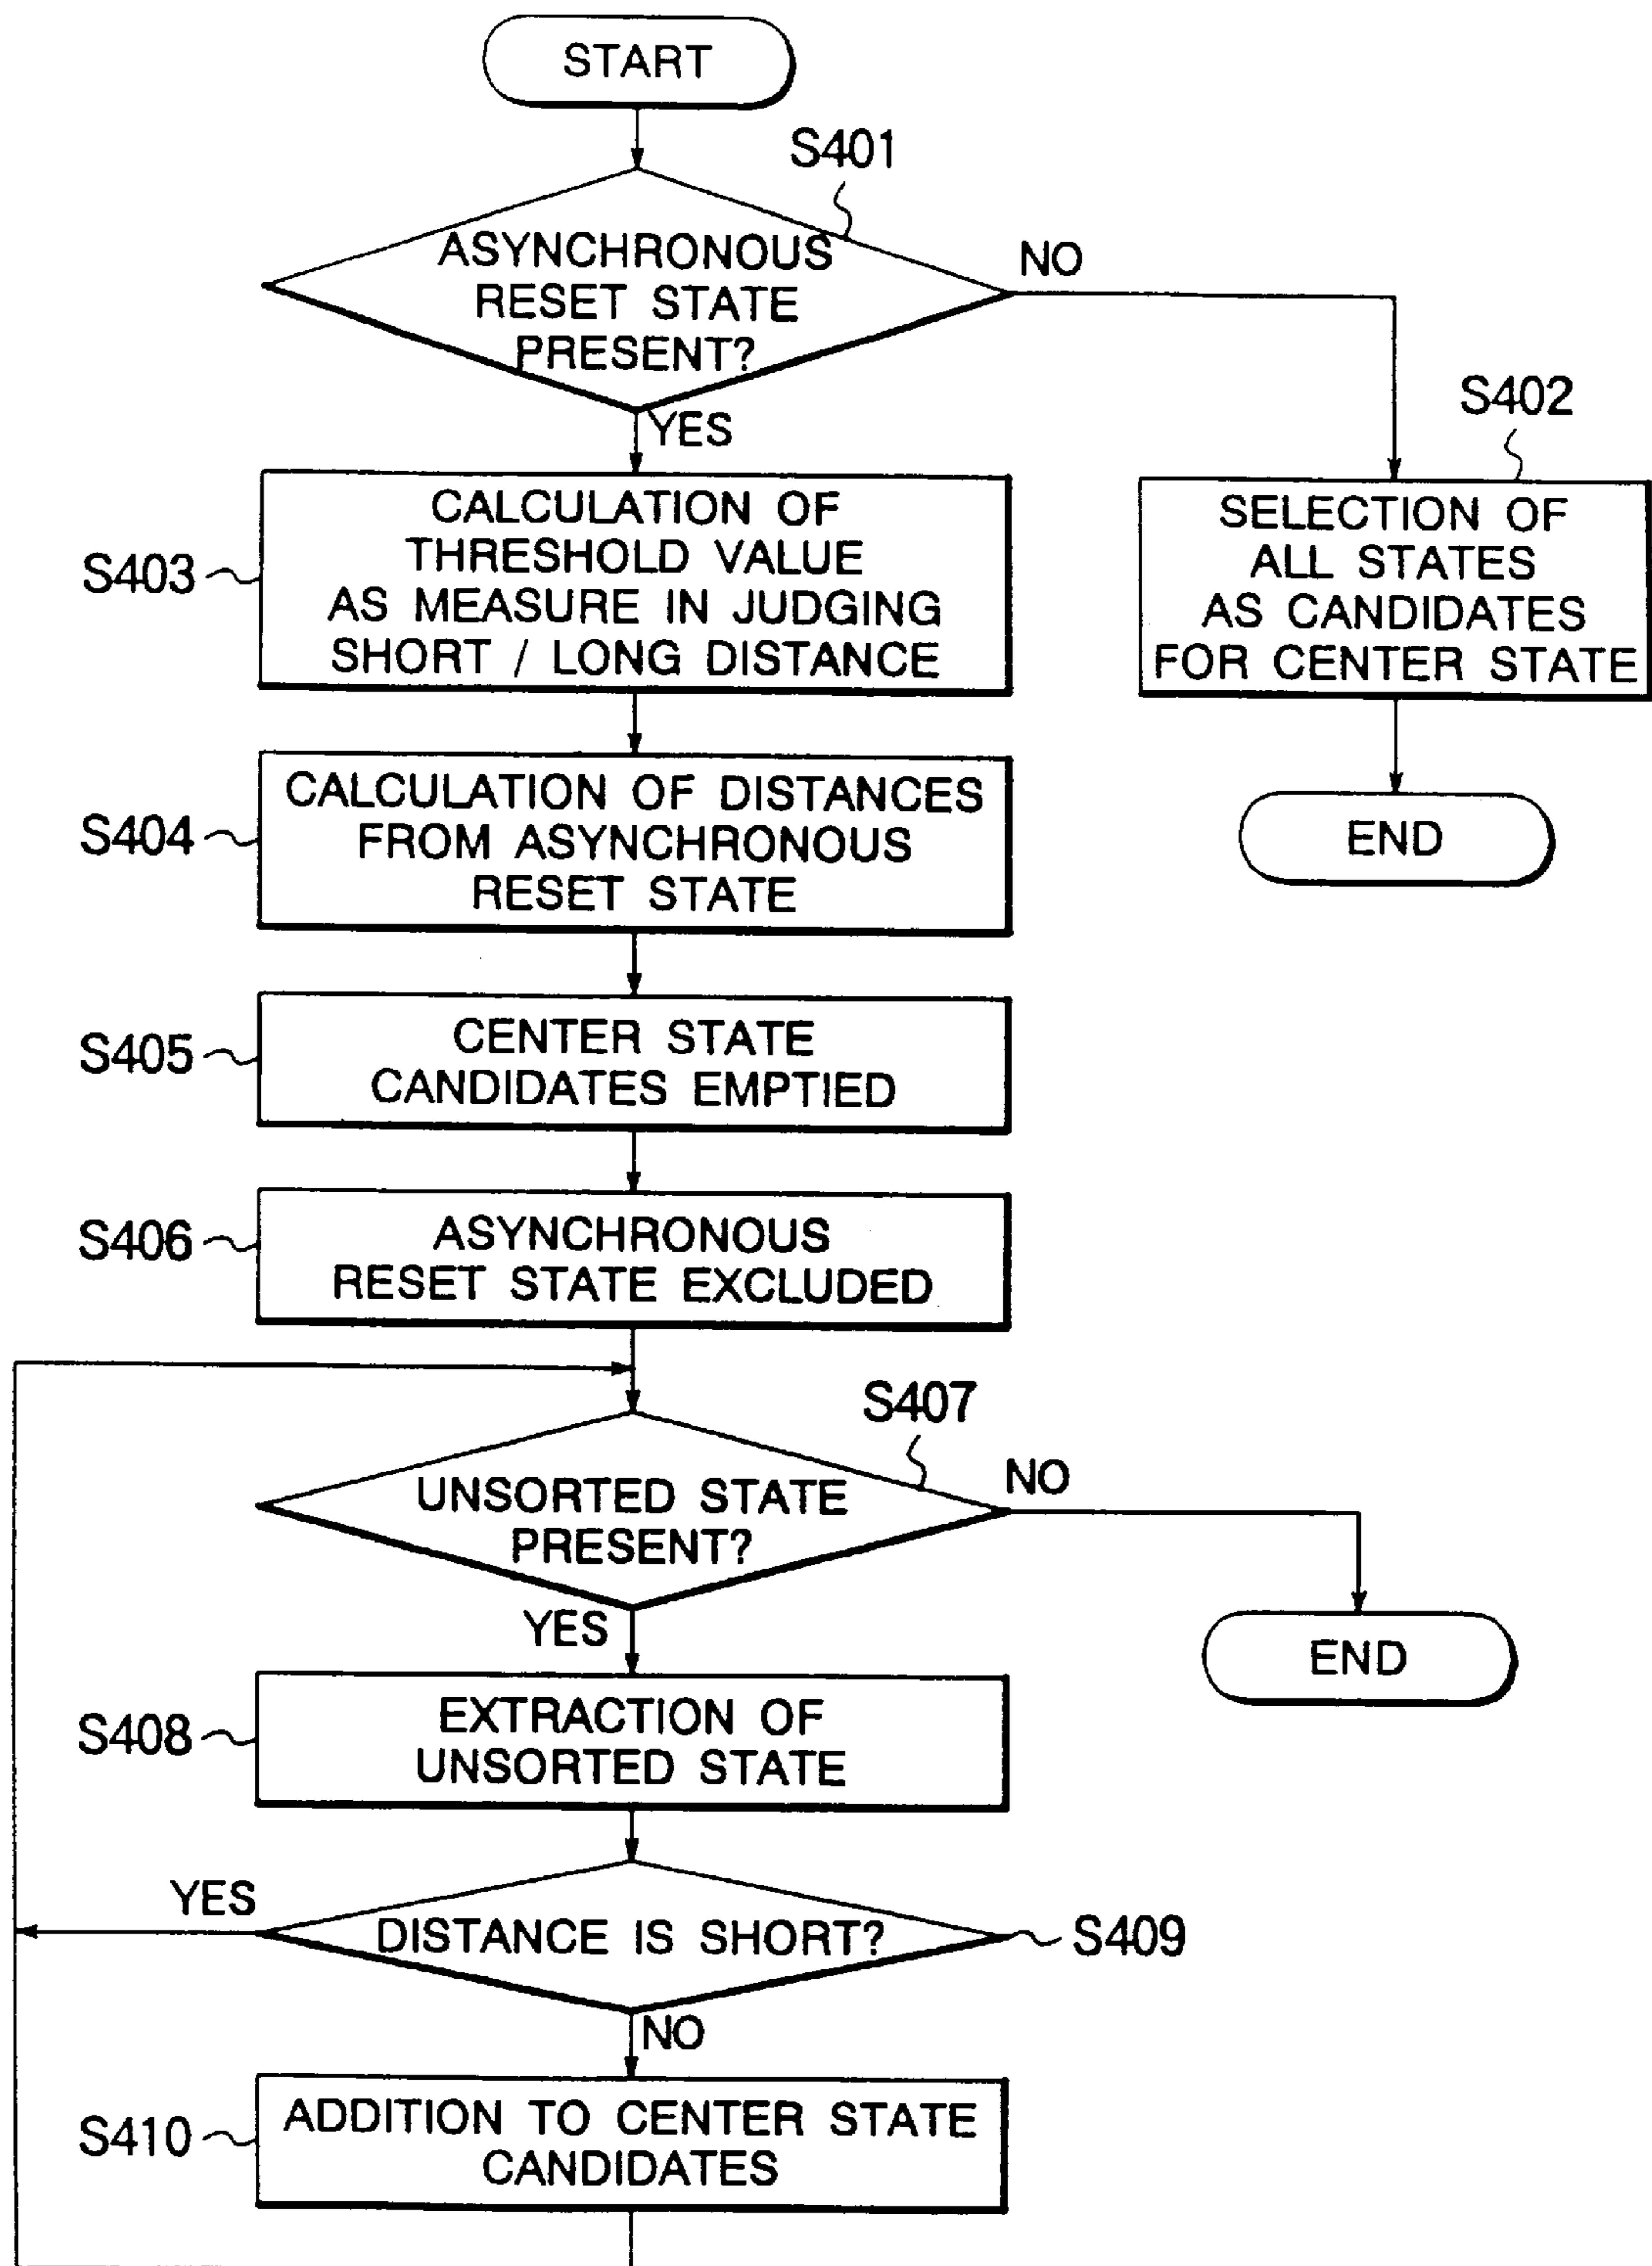 START
S401
ASYNCHRONOUS
RESET STATE
PRESENT?
NO
YES
S402
SELECTION OF
ALL STATES
AS CANDIDATES
FOR CENTER STATE
END
S403
CALCULATION OF
THRESHOLD VALUE
AS MEASURE IN JUDGING
SHORT / LONG DISTANCE
S404
CALCULATION OF DISTANCES
FROM ASYNCHRONOUS
RESET STATE
S405
CENTER STATE
CANDIDATES EMPTIED
S406
ASYNCHRONOUS
RESET STATE EXCLUDED
S407
UNSORTED STATE
PRESENT?
NO
END
YES
S408
EXTRACTION OF
UNSORTED STATE
YES
DISTANCE IS SHORT?
S409
NO
S410
ADDITION TO CENTER STATE
CANDIDATES